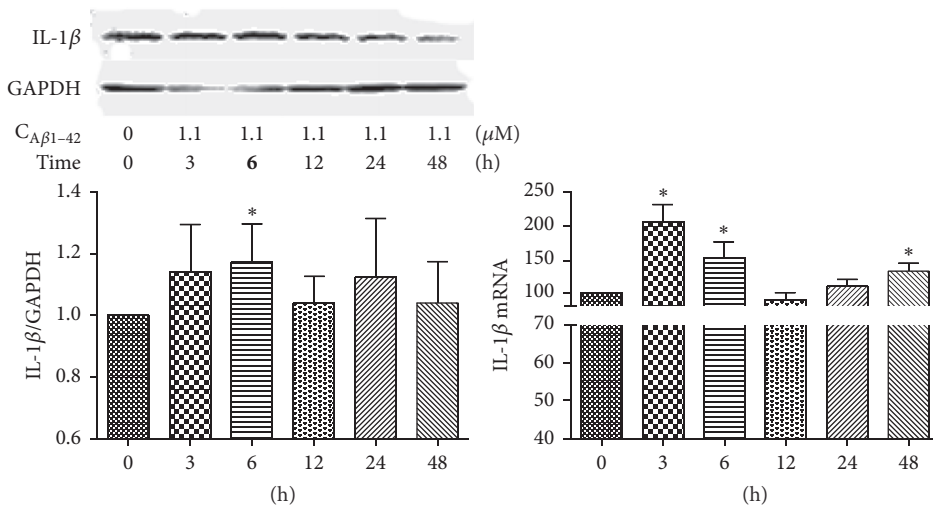 IL-1β
GAPDH
C Aβ1–42 0 1.1 1.1 1.1 1.1 1.1 (μM)
Time 0 3 6 12 24 48 (h)
IL-1β/GAPDH
1.4
1.2
1.0
0.8
0.6
*
0 3 6 12 24 48
(h)
IL-1β mRNA
250
200
150
100
70
60
50
40
*
*
*
0 3 6 12 24 48
(h)